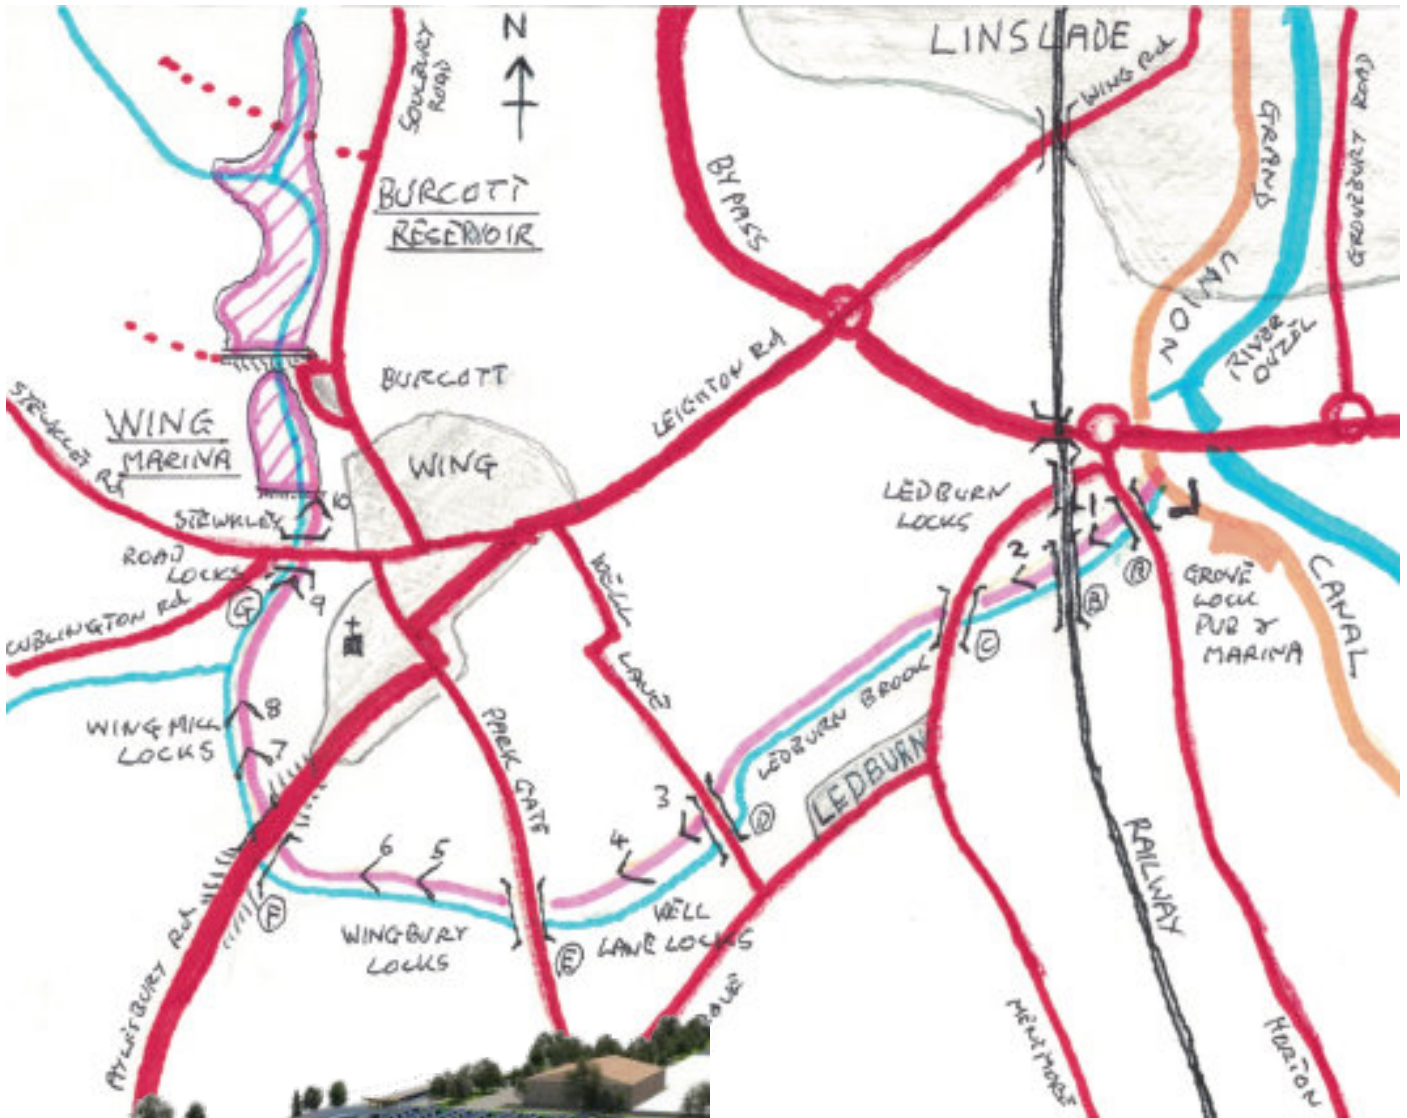 N
LINSLADE
WING Rd
SOULBURY
ROAD
GRAND
UNION
CANAL
GROVEBURY ROAD
BYPASS
BURCOTT
RESERVOIR
RIVER
OUZEL
LEIGHTON Rd
BURCOTT
STEWKLEY Rd
WING
MARINA
WING
10
STEWKLEY
ROAD
LOCKS
9
G
CUBLINGTON Rd
WELL
LANE
LEDBURN
LOCKS
1
2
A
B
C
GROVE
LOCK
PUB &
MARINA
LEDBURN BROOK
LEDBURN
WING MILL
LOCKS
8
7
PARK GATE
3
4
D
6
5
F
E
WINGBURY
LOCKS
WELL
LANE LOCKS
RAILWAY
AYLESBURY Rd
MENTMORE
HORTON